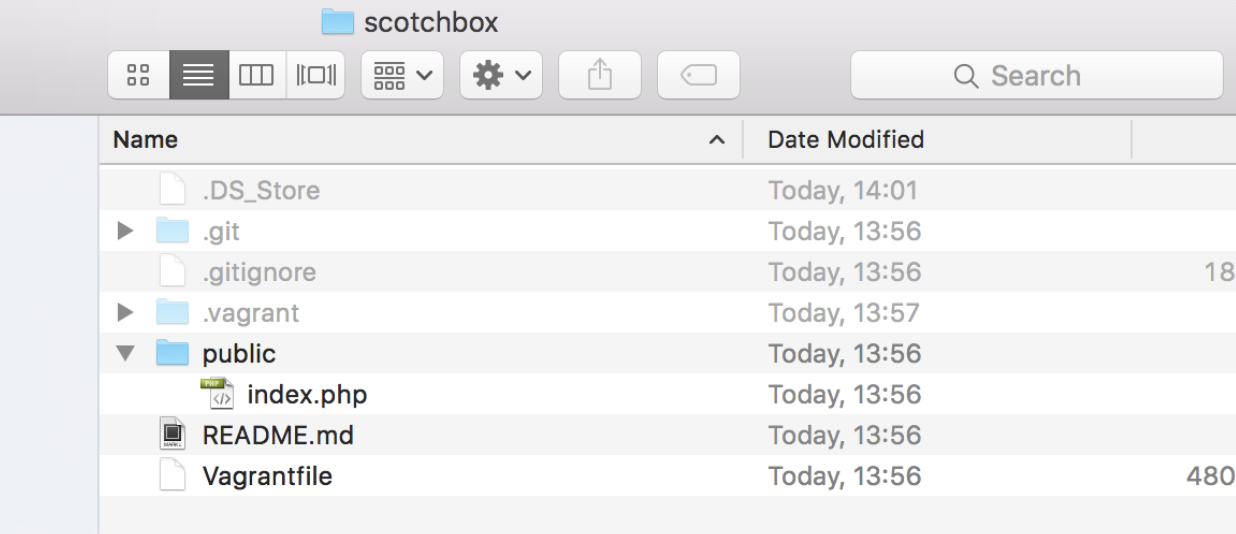 scotchbox
Search
Name Date Modified
.DS_Store Today, 14:01
.git Today, 13:56
.gitignore Today, 13:56 18
.vagrant Today, 13:57
public Today, 13:56
PHP index.php Today, 13:56
README.md Today, 13:56
Vagrantfile Today, 13:56 480